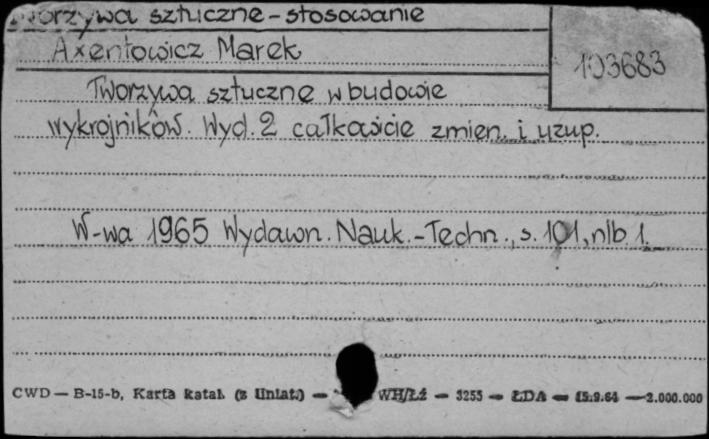 Tworzywa sztuczne - stosowanie
Axentowicz Marek
103683
Tworzywa sztuczne w budowie
wykrojników. Wyd. 2 całkowicie zmien. i uzup.
W-wa 1965 Wydawn. Nauk.-Techn., s. 101, nlb. 1.
CWD — B-15-b, Karta katal. (z liniat.) — WH/Łź — 3255 — ŁDA — 15.9.64 — 2.000.000